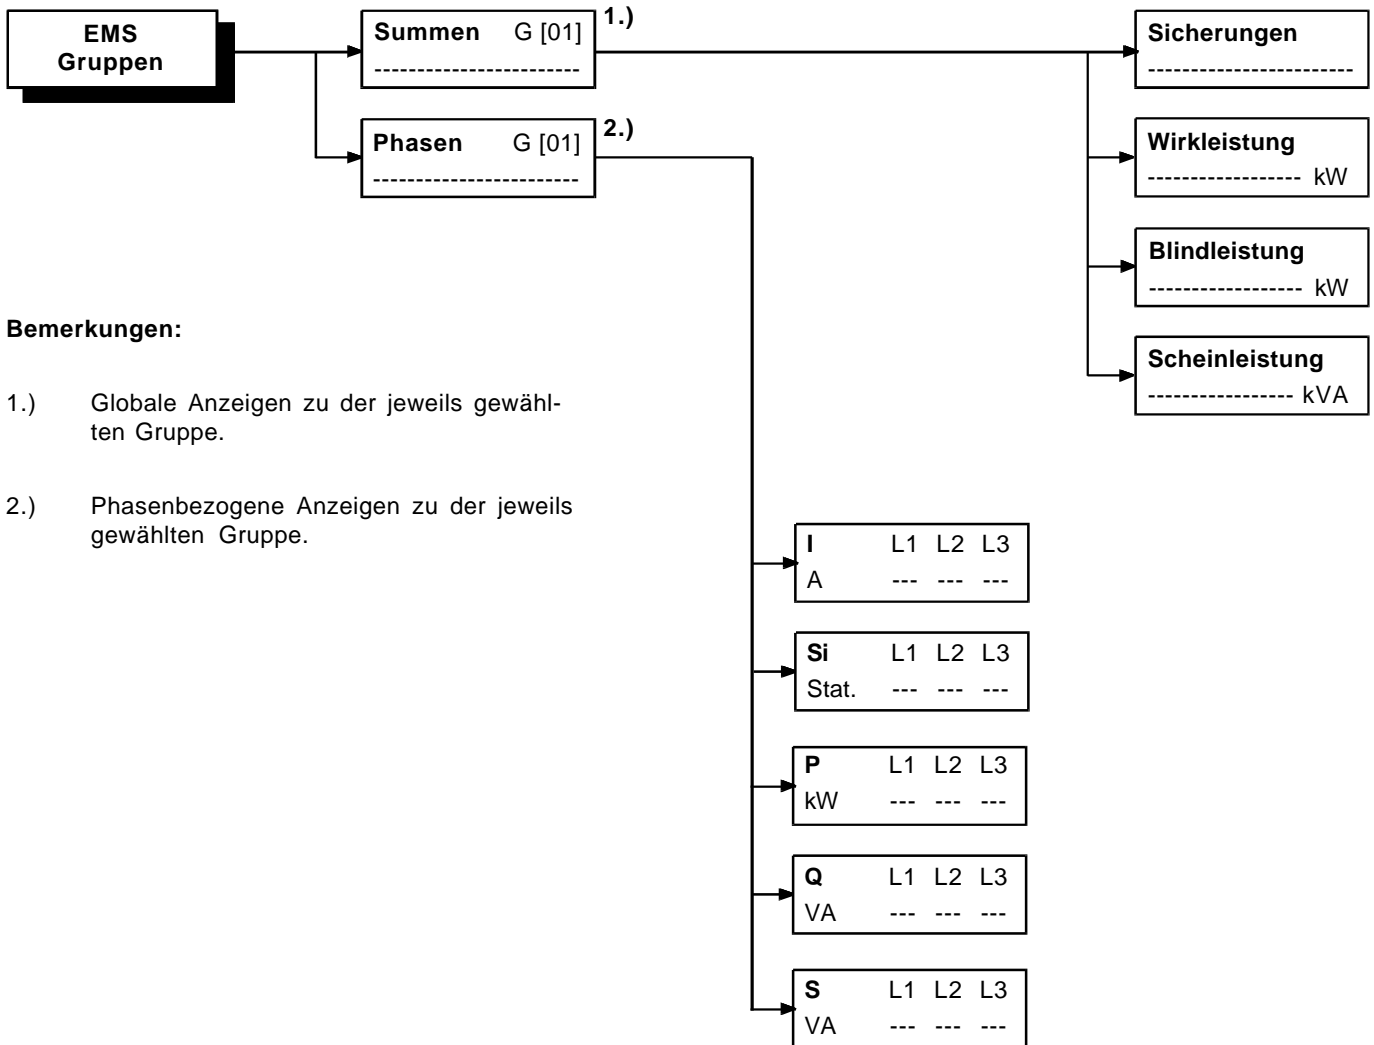 EMS
Gruppen
Summen G [01]
-------------------------
1.)
Phasen G [01]
-------------------------
2.)
Sicherungen
-------------------------
Wirkleistung
------------------ kW
Blindleistung
------------------ kW
Scheinleistung
----------------- kVA
Bemerkungen:
1.) Globale Anzeigen zu der jeweils gewähl-
ten Gruppe.
2.) Phasenbezogene Anzeigen zu der jeweils
gewählten Gruppe.
I L1 L2 L3
A --- --- ---
Si L1 L2 L3
Stat. --- --- ---
P L1 L2 L3
kW --- --- ---
Q L1 L2 L3
VA --- --- ---
S L1 L2 L3
VA --- --- ---